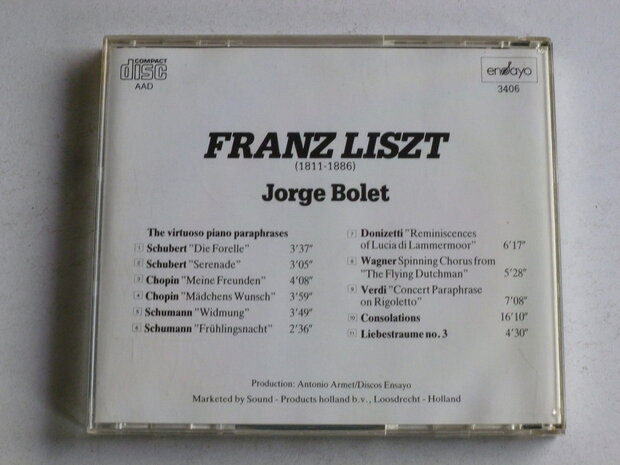 COMPACT
disc
AAD
ensayo
3406
FRANZ LISZT
(1811-1886)
Jorge Bolet
The virtuoso piano paraphrases
1 Schubert "Die Forelle" 3'37"
2 Schubert "Serenade" 3'05"
3 Chopin "Meine Freunden" 4'08"
4 Chopin "Mädchens Wunsch" 3'59"
5 Schumann "Widmung" 3'49"
6 Schumann "Frühlingsnacht" 2'36"
7 Donizetti "Reminiscences
of Lucia di Lammermoor" 6'17"
8 Wagner Spinning Chorus from
"The Flying Dutchman" 5'28"
9 Verdi "Concert Paraphrase
on Rigoletto" 7'08"
10 Consolations 16'10"
11 Liebestraume no. 3 4'30"
Production: Antonio Armet/Discos Ensayo
Marketed by Sound - Products holland b.v., Loosdrecht - Holland